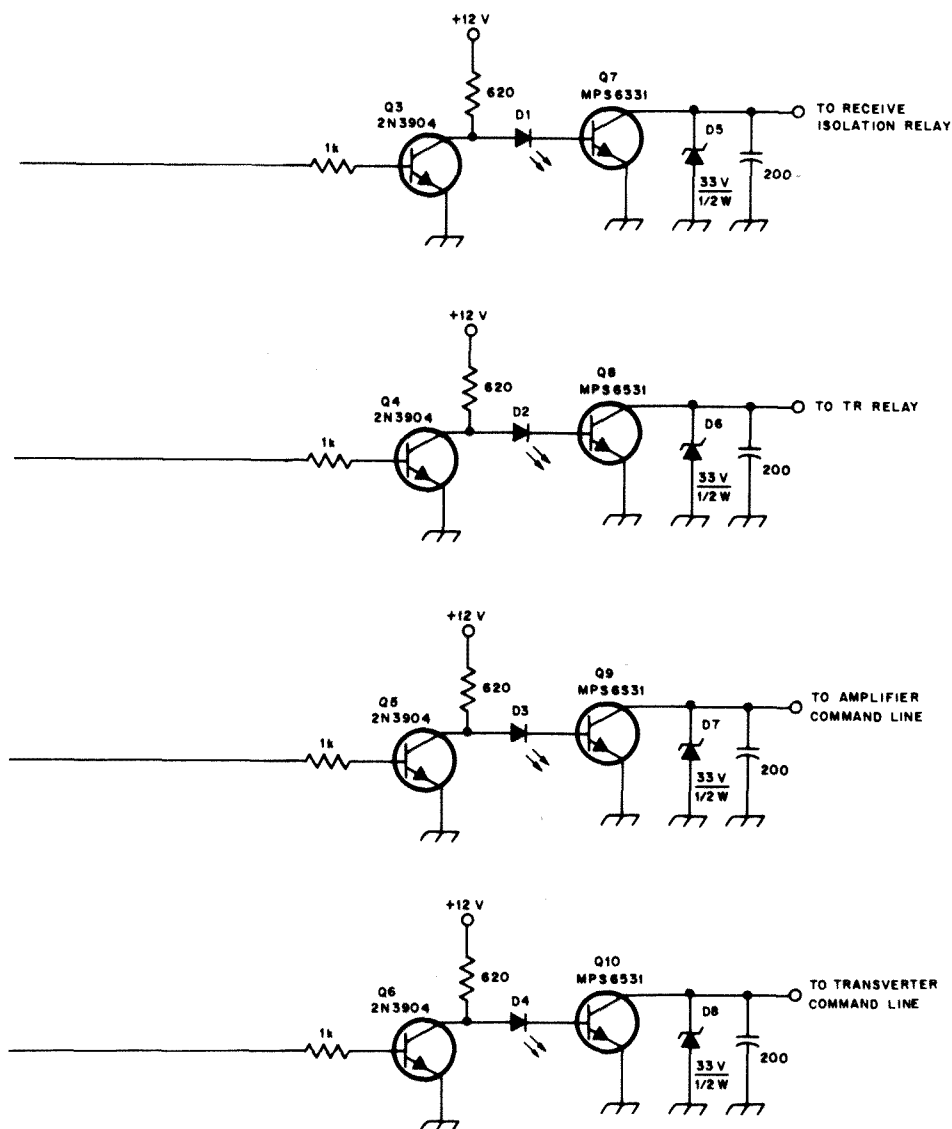 +12 V
620
Q3
2N3904
D1
1k
Q7
MPS6331
D5
33 V
1/2 W
200
TO RECEIVE
ISOLATION RELAY
+12 V
620
Q4
2N3904
D2
1k
Q8
MPS6531
D6
33 V
1/2 W
200
TO TR RELAY
+12 V
620
Q5
2N3904
D3
1k
Q9
MPS6531
D7
33 V
1/2 W
200
TO AMPLIFIER
COMMAND LINE
+12 V
620
Q6
2N3904
D4
1k
Q10
MPS6531
D8
33 V
1/2 W
200
TO TRANSVERTER
COMMAND LINE